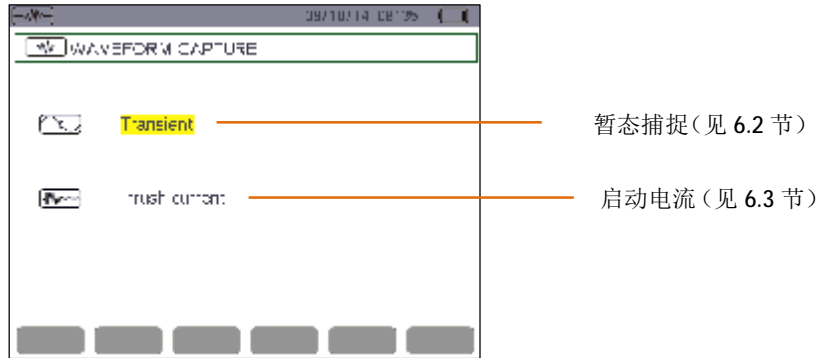 WAVEFORM CAPTURE
Transient
暂态捕捉（见 6.2 节）
current
启动电流（见 6.3 节）